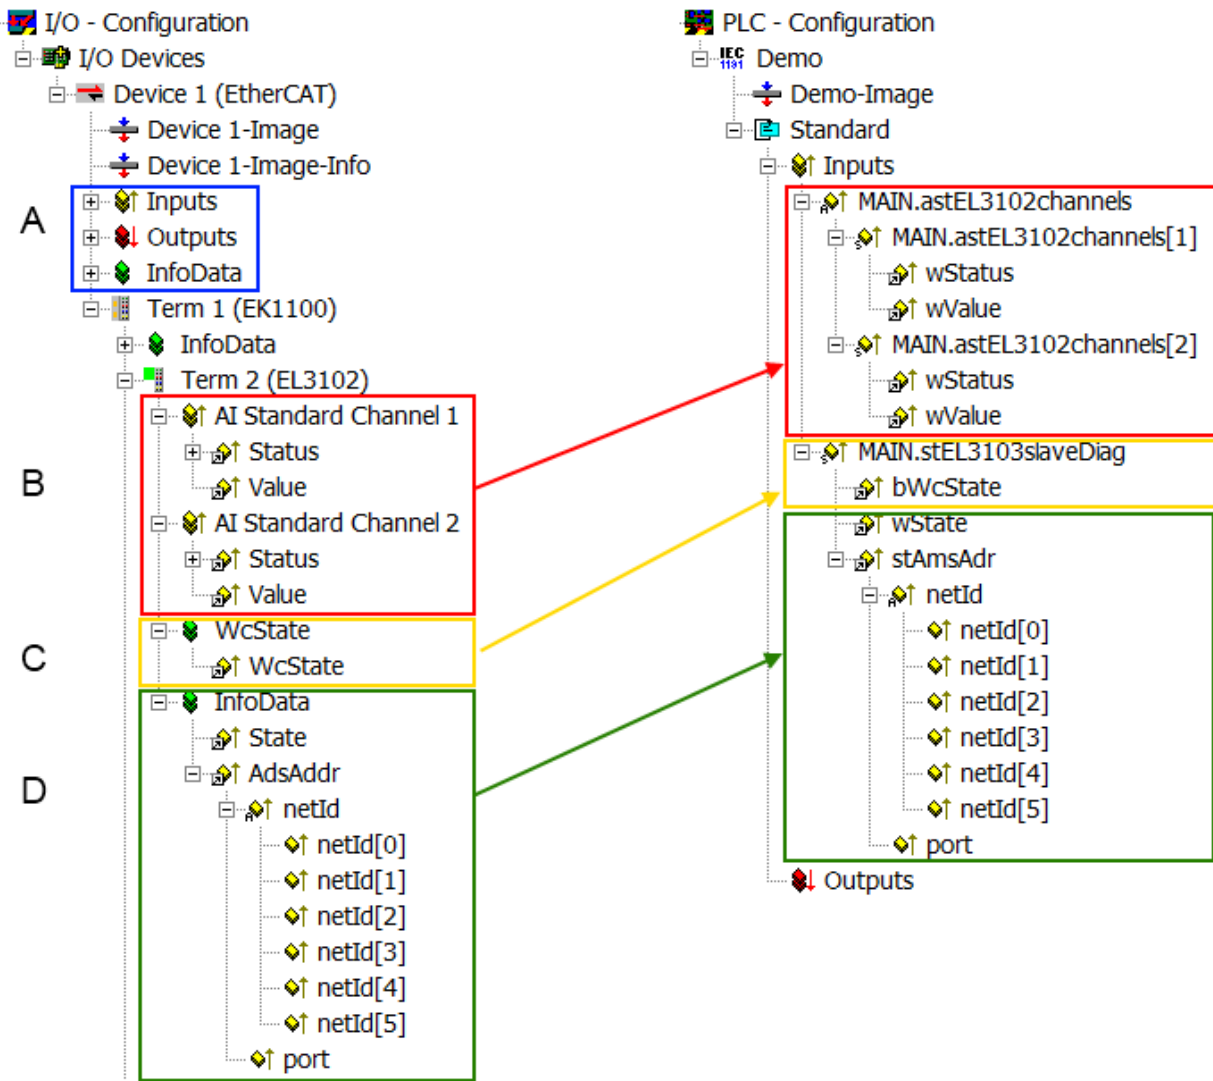 I/O - Configuration
I/O Devices
Device 1 (EtherCAT)
Device 1-Image
Device 1-Image-Info
A
Inputs
Outputs
InfoData
Term 1 (EK1100)
InfoData
Term 2 (EL3102)
B
AI Standard Channel 1
Status
Value
AI Standard Channel 2
Status
Value
C
WcState
WcState
D
InfoData
State
AdsAddr
netId
netId[0]
netId[1]
netId[2]
netId[3]
netId[4]
netId[5]
port
PLC - Configuration
IEC 1131 Demo
Demo-Image
Standard
Inputs
MAIN.astEL3102channels
MAIN.astEL3102channels[1]
wStatus
wValue
MAIN.astEL3102channels[2]
wStatus
wValue
MAIN.stEL3103slaveDiag
bWcState
wState
stAmsAdr
netId
netId[0]
netId[1]
netId[2]
netId[3]
netId[4]
netId[5]
port
Outputs